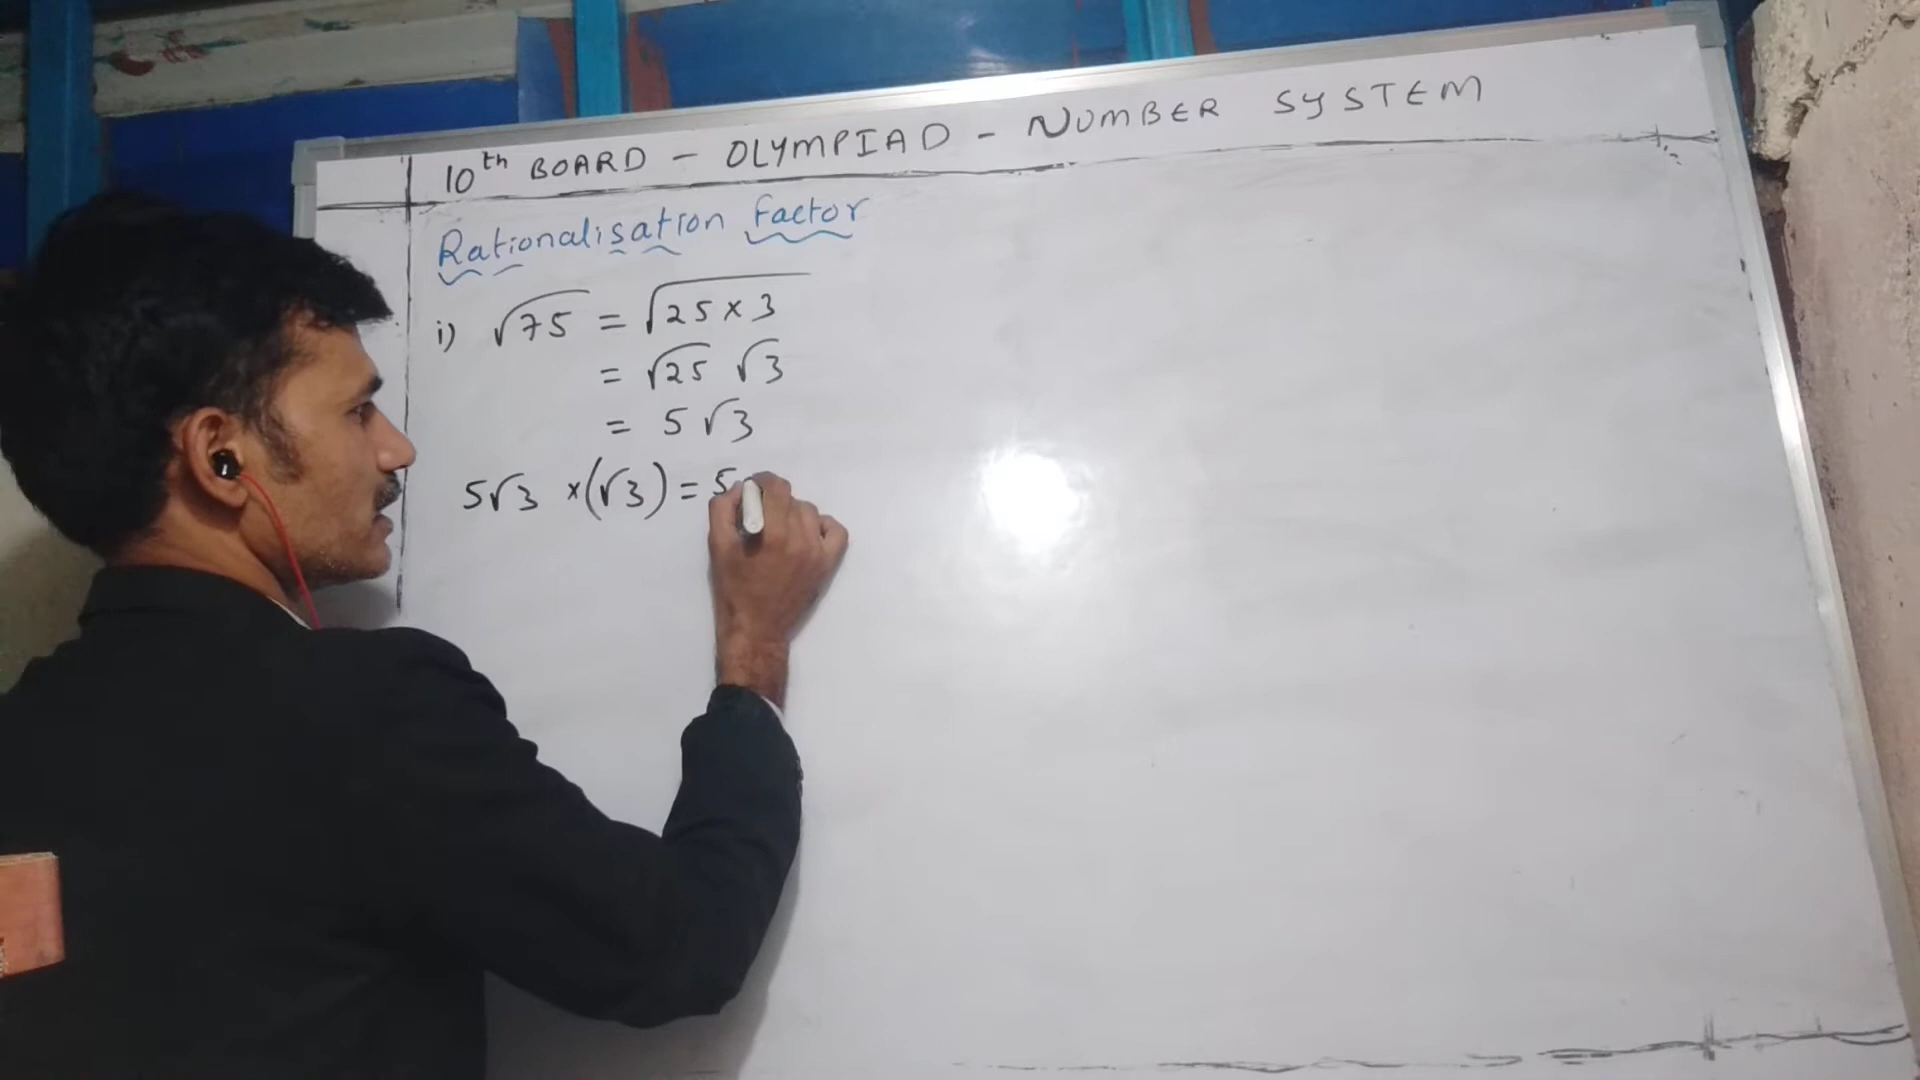 10th BOARD - OLYMPIAD - NUMBER SYSTEM
Rationalisation Factor
i) √75 = √25 × 3
= √25 √3
= 5 √3
5√3 ×(√3) = 5